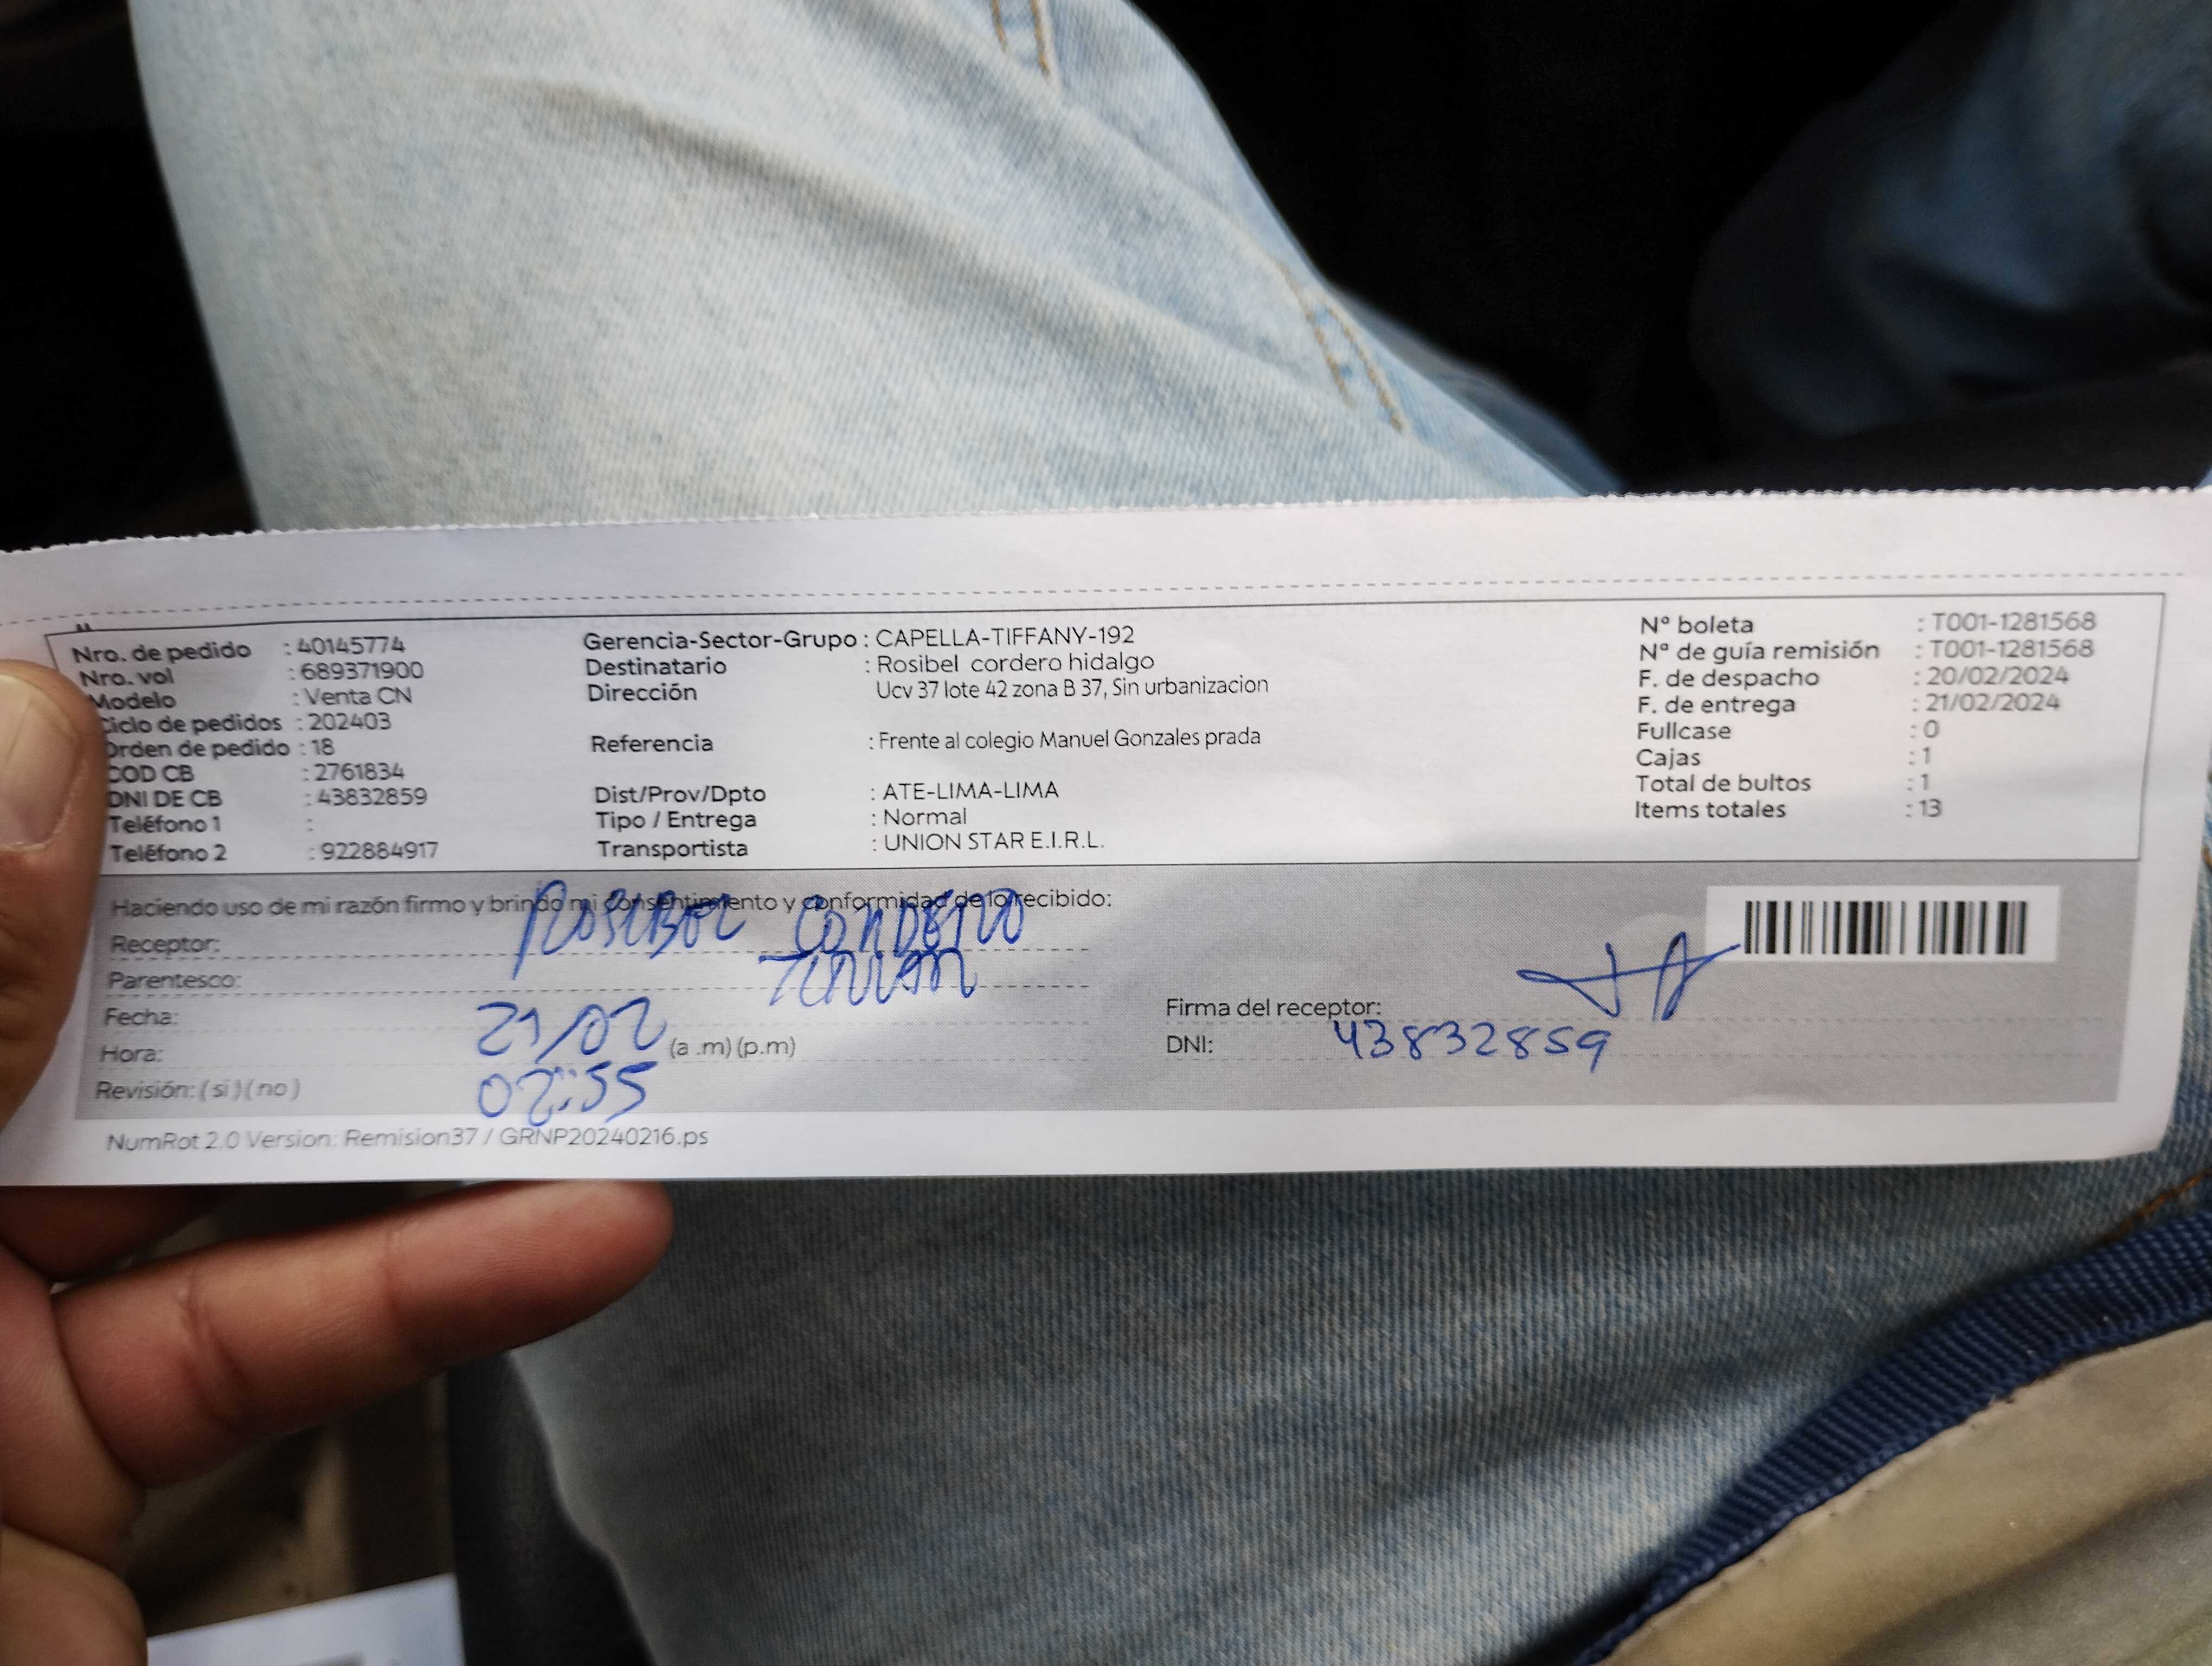 Nro. de pedido : 40145774
Nro. vol : 689371900
Modelo : Venta CN
Ciclo de pedidos : 202403
Orden de pedido : 18
COD CB : 2761834
DNI DE CB : 43832859
Teléfono 1 :
Teléfono 2 : 922884917
Gerencia-Sector-Grupo : CAPELLA-TIFFANY-192
Destinatario : Rosibel cordero hidalgo
Dirección Ucv 37 lote 42 zona B 37, Sin urbanizacion
Referencia : Frente al colegio Manuel Gonzales prada
Dist/Prov/Dpto : ATE-LIMA-LIMA
Tipo / Entrega : Normal
Transportista : UNION STAR E.I.R.L.
N° boleta : T001-1281568
N° de guía remisión : T001-1281568
F. de despacho : 20/02/2024
F. de entrega : 21/02/2024
Fullcase : 0
Cajas : 1
Total de bultos : 1
Items totales : 13
Haciendo uso de mi razón firmo y brindo mi consentimiento y conformidad de lo recibido:
Receptor: ROSIBEL CORDERO
Parentesco:
Fecha: 21/02
Hora: (a .m) (p.m)
02:55
Revisión: ( si ) ( no )
Firma del receptor:
DNI: 43832859
NumRot 2.0 Version: Remision37 / GRNP20240216.ps